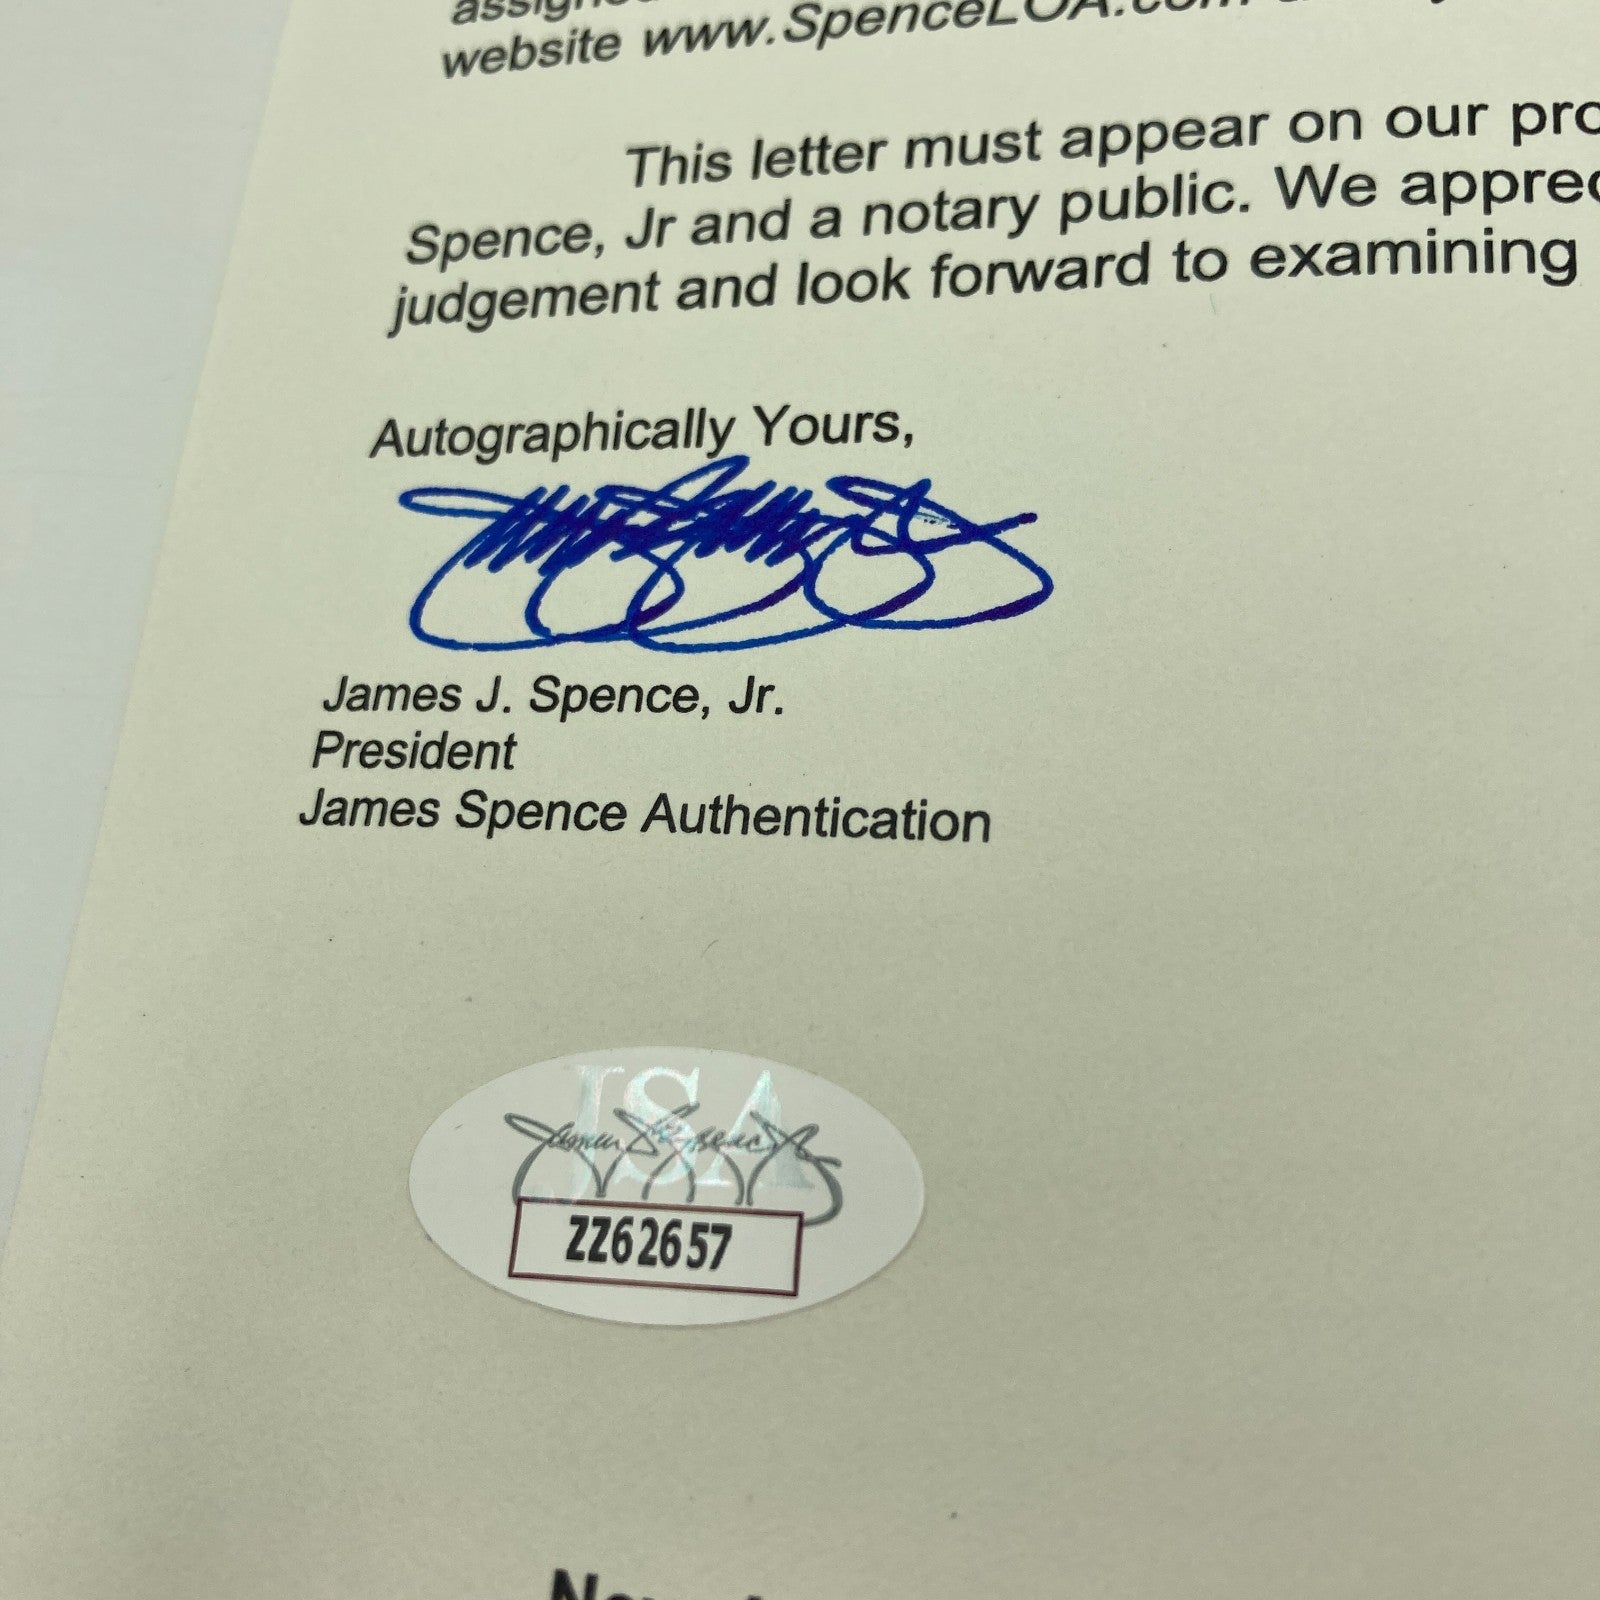 website www.SpenceLOA.com
This letter must appear on our pro
Spence, Jr and a notary public. We apprec
judgement and look forward to examining
Autographically Yours,
James J. Spence, Jr.
President
James Spence Authentication
JSA
ZZ62657